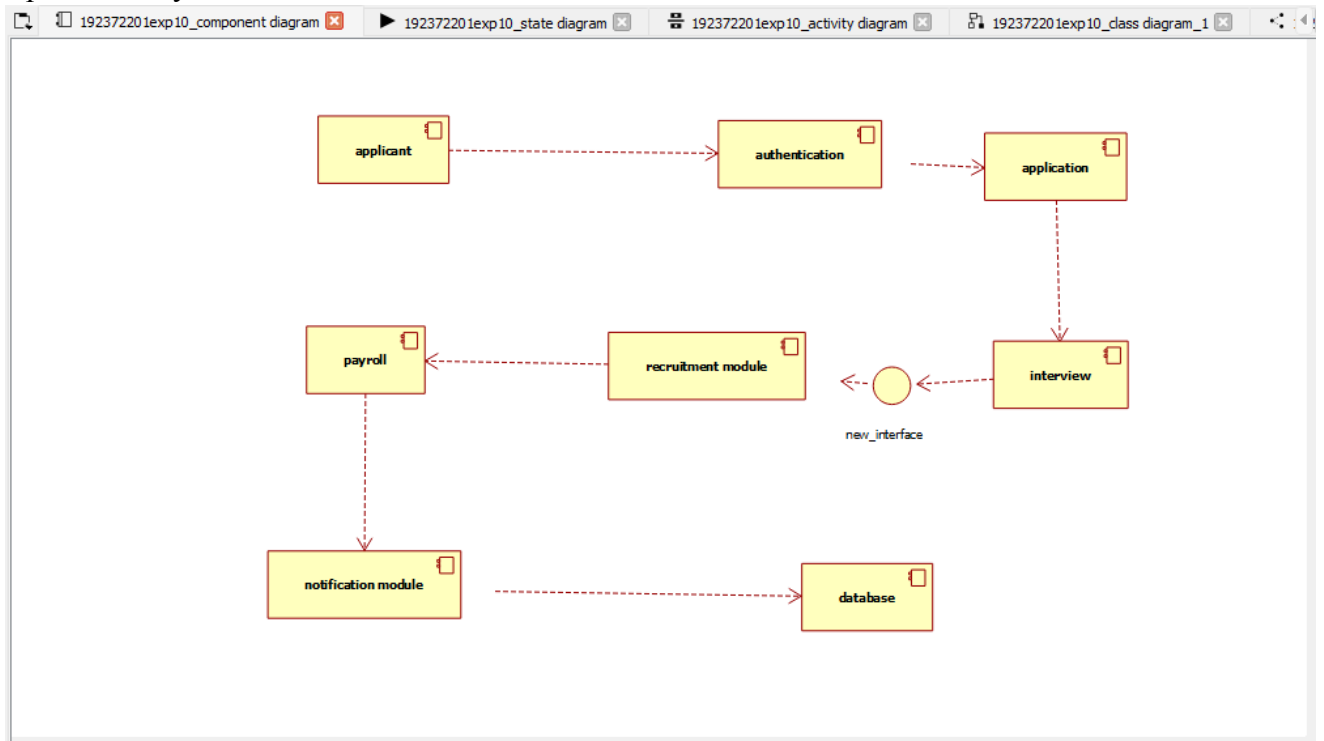 192372201exp10_component diagram
192372201exp10_state diagram
192372201exp10_activity diagram
192372201exp10_class diagram_1
applicant
authentication
application
payroll
recruitment module
interview
new_interface
notification module
database